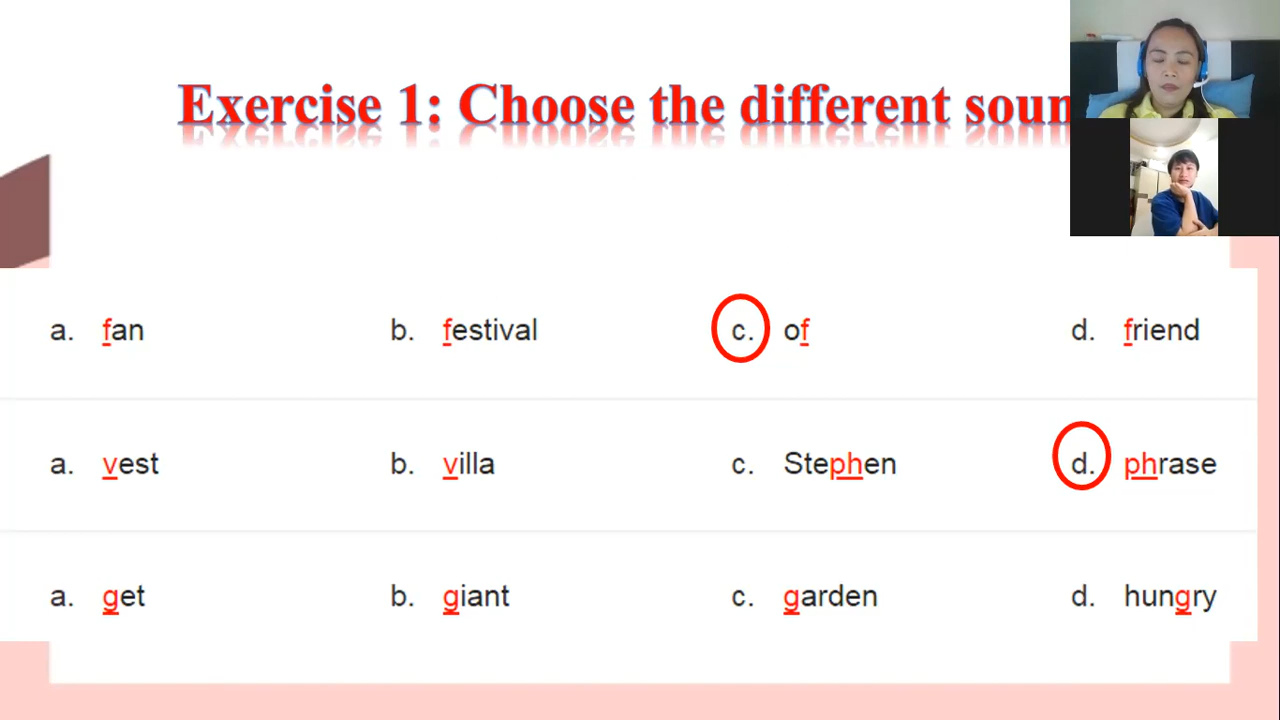 Exercise 1: Choose the different soun
a. fan b. festival c. of d. friend
a. vest b. villa c. Stephen d. phrase
a. get b. giant c. garden d. hungry